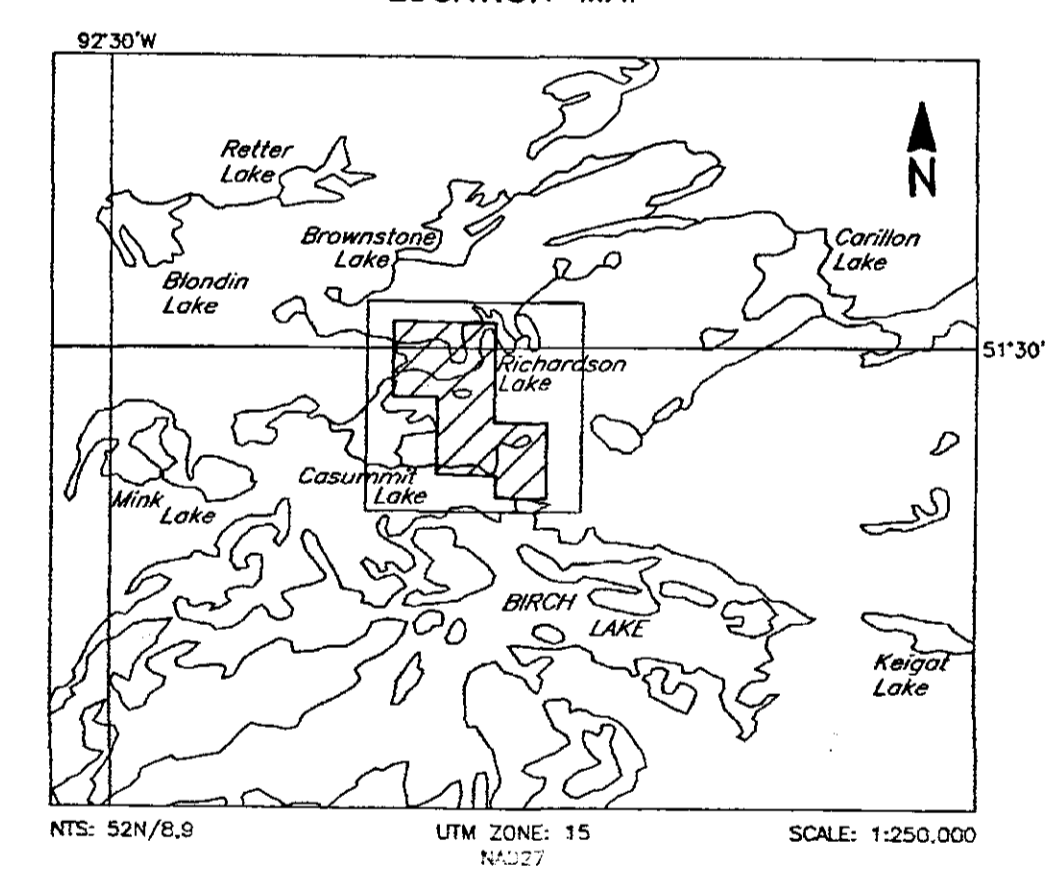 92°30'W
N
Retter
Lake
Brownstone
Lake
Carillon
Lake
Blondin
Lake
51°30'
Richardson
Lake
Casummit
Lake
Mink
Lake
BIRCH
LAKE
Keigat
Lake
NTS: 52N/8.9
UTM ZONE: 15
SCALE: 1:250,000
NAD27